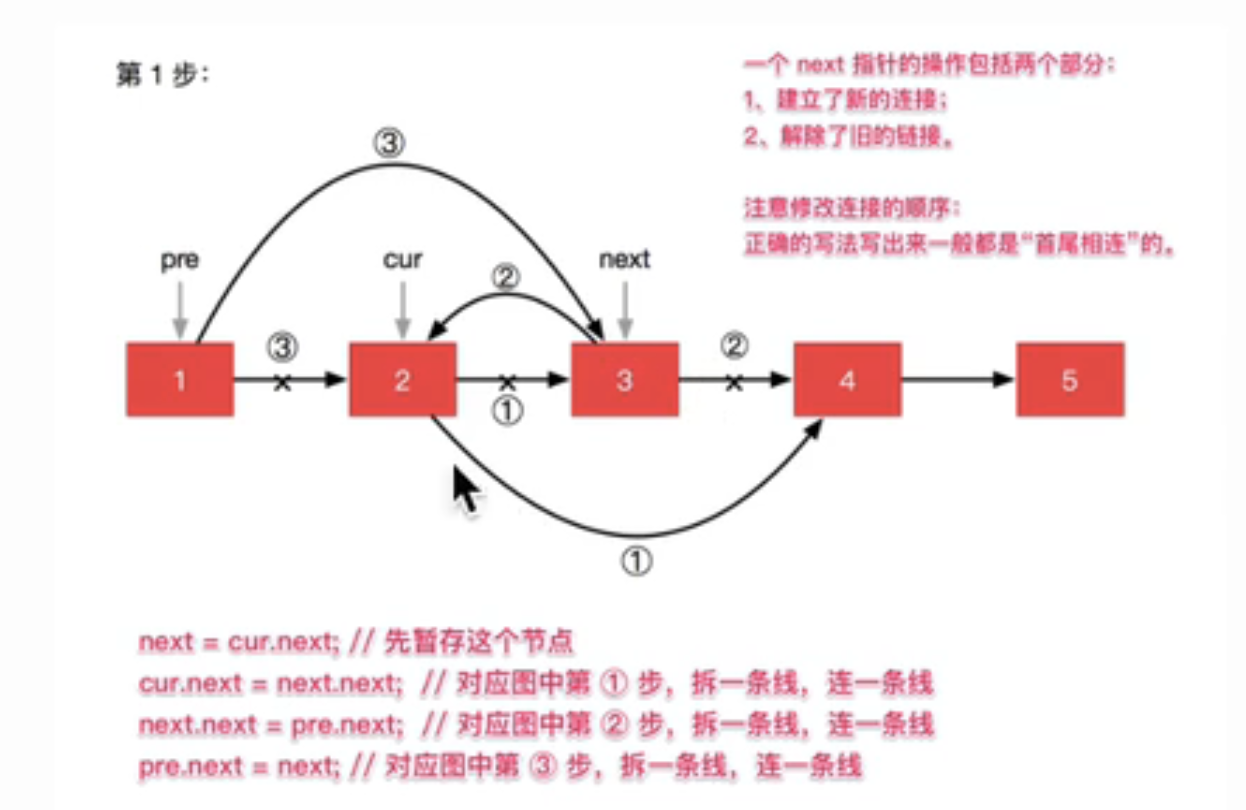 第 1 步：
一个 next 指针的操作包括两个部分：
1、建立了新的连接；
2、解除了旧的链接。
注意修改连接的顺序：
正确的写法写出来一般都是“首尾相连”的。
③
pre
cur
next
②
③
②
1
2
3
4
5
①
①
next = cur.next; // 先暂存这个节点
cur.next = next.next; // 对应图中第 ① 步，拆一条线，连一条线
next.next = pre.next; // 对应图中第 ② 步，拆一条线，连一条线
pre.next = next; // 对应图中第 ③ 步，拆一条线，连一条线